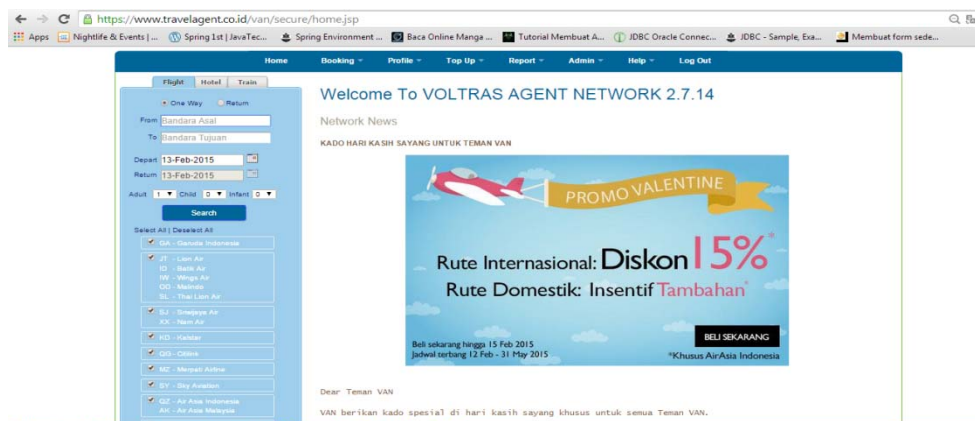 https://www.travelagent.co.id/van/secure/home.jsp
Apps Nightlife & Events | ... Spring 1st | JavaTec... Spring Environment ... Baca Online Manga ... Tutorial Membuat A... JDBC Oracle Connec... JDBC - Sample, Exa... Membuat form sede...
Home Booking Profile Top Up Report Admin Help Log Out
Flight Hotel Train
One Way Return
From Bandara Asal
To Bandara Tujuan
Depart 13-Feb-2015
Return 13-Feb-2015
Adult 1 Child 0 Infant 0
Search
Select All | Deselect All
GA - Garuda Indonesia
JT - Lion Air
ID - Batik Air
IW - Wings Air
OD - Malindo
SL - Thai Lion Air
SJ - Sriwijaya Air
XX - Nam Air
KD - Kalstar
QG - Citilink
MZ - Merpati Airline
SY - Sky Aviation
QZ - Air Asia Indonesia
AK - Air Asia Malaysia
Welcome To VOLTRAS AGENT NETWORK 2.7.14
Network News
KADO HARI KASIH SAYANG UNTUK TEMAN VAN
PROMO VALENTINE
Rute Internasional: Diskon 15%*
Rute Domestik: Insentif Tambahan*
BELI SEKARANG
Beli sekarang hingga 15 Feb 2015
Jadwal terbang 12 Feb - 31 May 2015
*Khusus AirAsia Indonesia
Dear Teman VAN
VAN berikan kado spesial di hari kasih sayang khusus untuk semua Teman VAN.